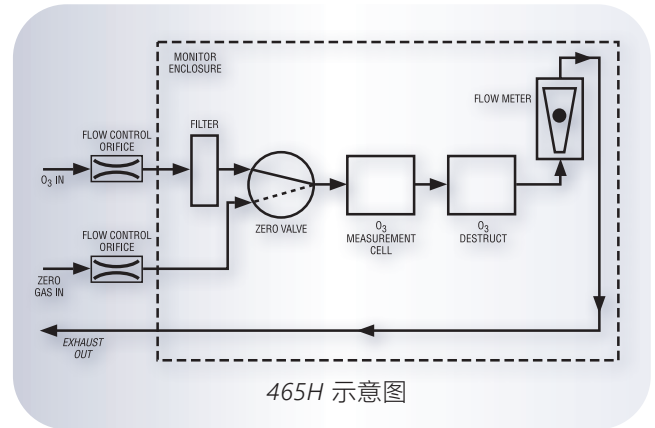 MONITOR
ENCLOSURE
FLOW METER
FILTER
FLOW CONTROL
ORIFICE
O₃ IN
ZERO VALVE
O₃
MEASUREMENT
CELL
O₃
DESTRUCT
FLOW CONTROL
ORIFICE
ZERO
GAS IN
EXHAUST
OUT
465H 示意图